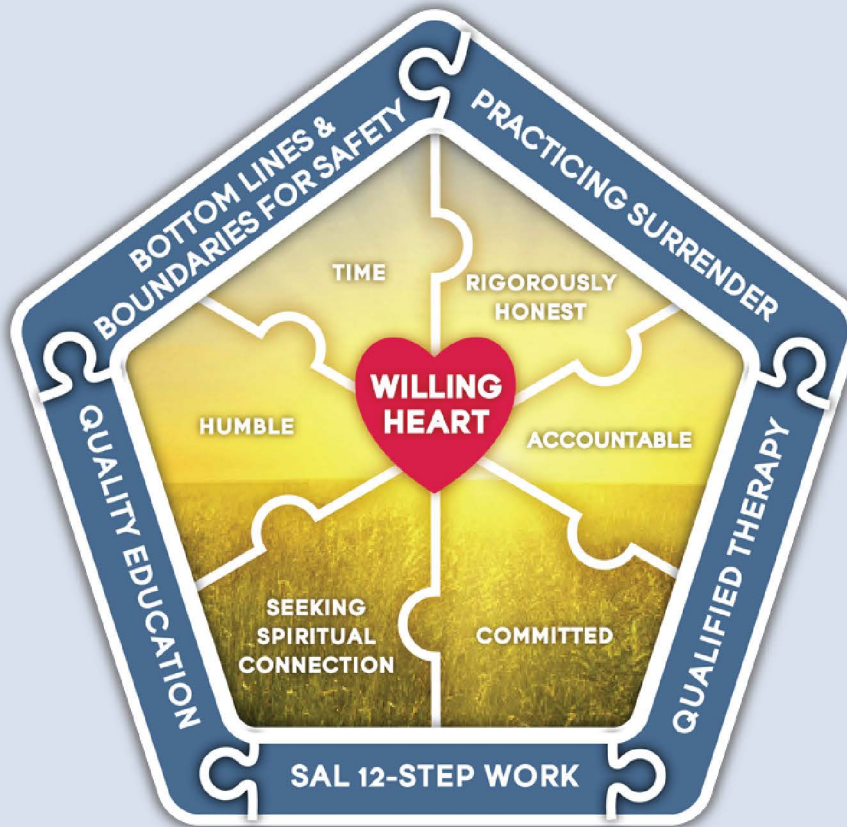 BOTTOM LINES &
BOUNDARIES FOR SAFETY
PRACTICING SURRENDER
TIME
RIGOROUSLY
HONEST
WILLING
HEART
HUMBLE
ACCOUNTABLE
SEEKING
SPIRITUAL
CONNECTION
COMMITTED
QUALITY EDUCATION
QUALIFIED THERAPY
SAL 12-STEP WORK